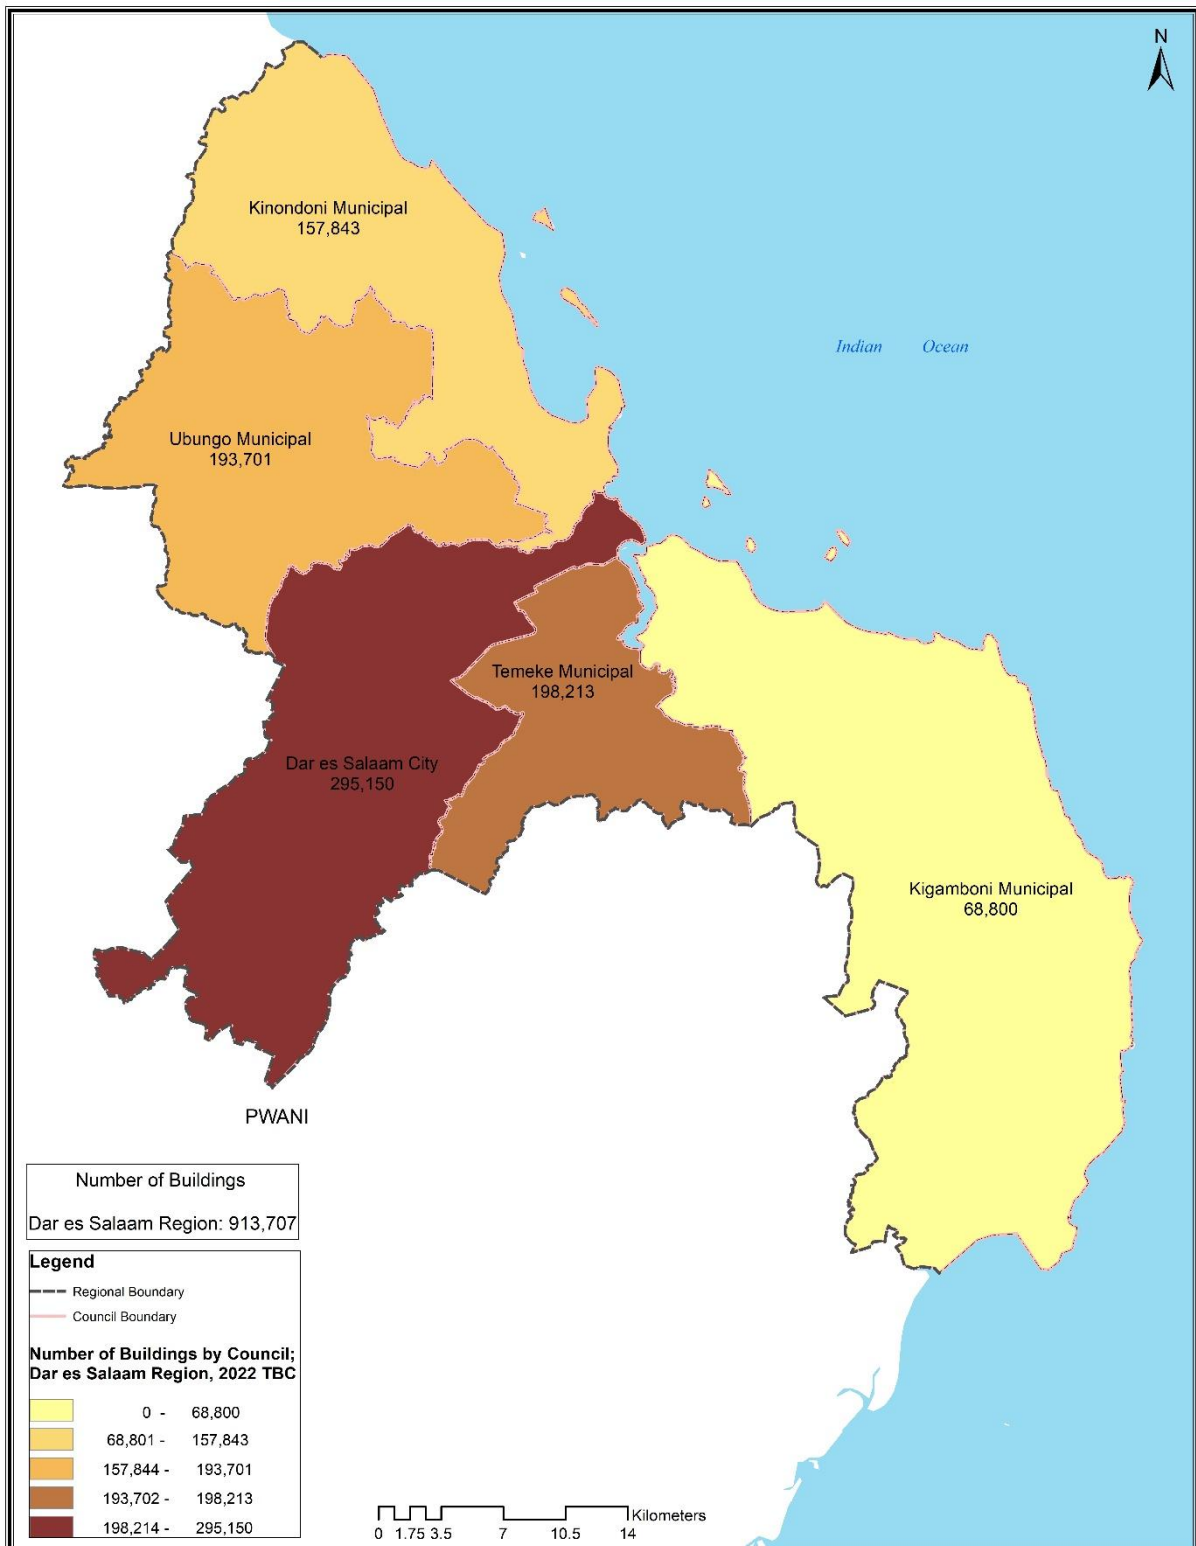 N
Kinondoni Municipal
157,843
Indian Ocean
Ubungo Municipal
193,701
Temeke Municipal
198,213
Dar es Salaam City
295,150
Kigamboni Municipal
68,800
PWANI
Number of Buildings
Dar es Salaam Region: 913,707
Legend
Regional Boundary
Council Boundary
Number of Buildings by Council;
Dar es Salaam Region, 2022 TBC
0 - 68,800
68,801 - 157,843
157,844 - 193,701
193,702 - 198,213
198,214 - 295,150
Kilometers
0 1.75 3.5 7 10.5 14